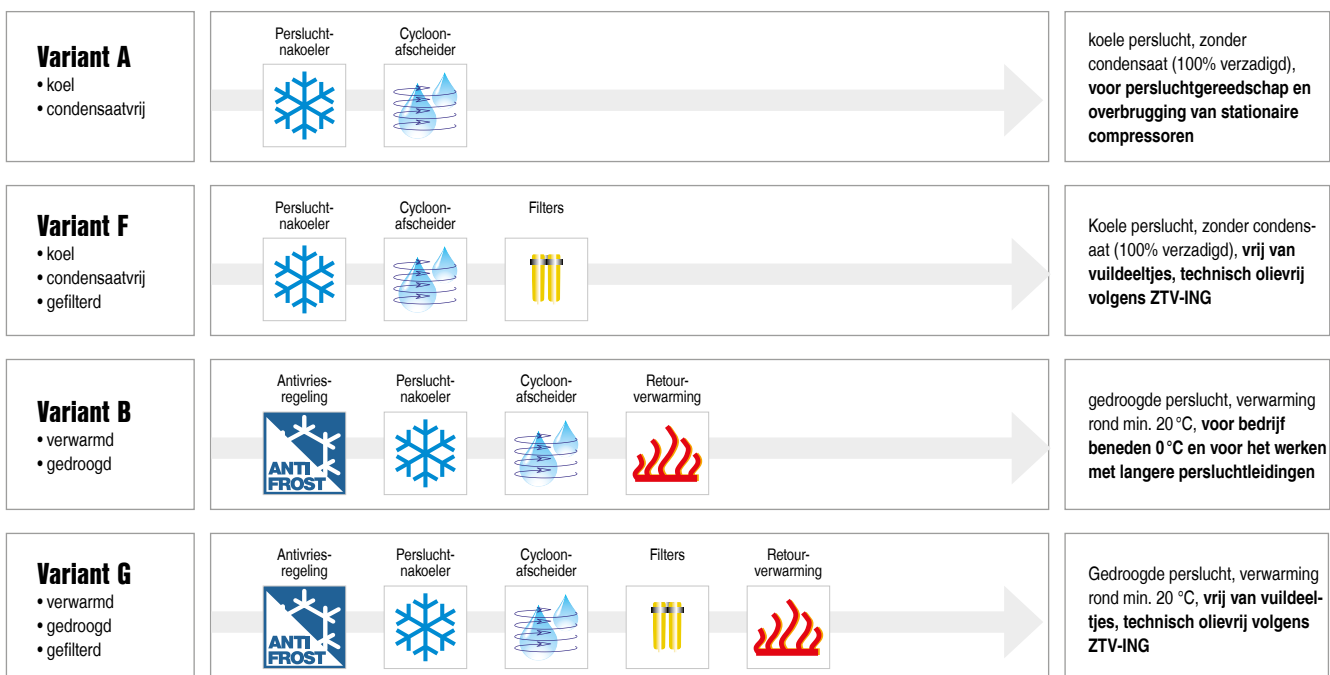 Variant A
• koel
• condensaatvrij
Perslucht-
nakoeler
Cycloon-
afscheider
koele perslucht, zonder
condensaat (100% verzadigd),
voor persluchtgereedschap en
overbrugging van stationaire
compressoren
Variant F
• koel
• condensaatvrij
• gefilterd
Perslucht-
nakoeler
Cycloon-
afscheider
Filters
Koele perslucht, zonder condens-
aat (100% verzadigd), vrij van
vuildeeltjes, technisch olievrij
volgens ZTV-ING
Variant B
• verwarmd
• gedroogd
Antivries-
regeling
ANTI
FROST
Perslucht-
nakoeler
Cycloon-
afscheider
Retour-
verwarming
gedroogde perslucht, verwarming
rond min. 20 °C, voor bedrijf
beneden 0 °C en voor het werken
met langere persluchtleidingen
Variant G
• verwarmd
• gedroogd
• gefilterd
Antivries-
regeling
ANTI
FROST
Perslucht-
nakoeler
Cycloon-
afscheider
Filters
Retour-
verwarming
Gedroogde perslucht, verwarming
rond min. 20 °C, vrij van vuildeel-
tjes, technisch olievrij volgens
ZTV-ING